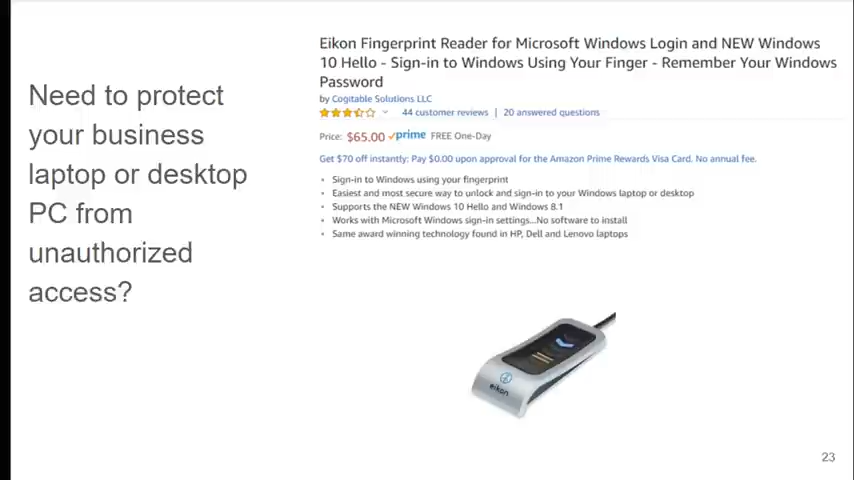 Need to protect
your business
laptop or desktop
PC from
unauthorized
access?
Eikon Fingerprint Reader for Microsoft Windows Login and NEW Windows
10 Hello - Sign-in to Windows Using Your Finger - Remember Your Windows
Password
by Cogitable Solutions LLC
44 customer reviews | 20 answered questions
Price: $65.00 prime FREE One-Day
Get $70 off instantly: Pay $0.00 upon approval for the Amazon Prime Rewards Visa Card. No annual fee.
• Sign-in to Windows using your fingerprint
• Easiest and most secure way to unlock and sign-in to your Windows laptop or desktop
• Supports the NEW Windows 10 Hello and Windows 8.1
• Works with Microsoft Windows sign-in settings...No software to install
• Same award winning technology found in HP, Dell and Lenovo laptops
eikon
23